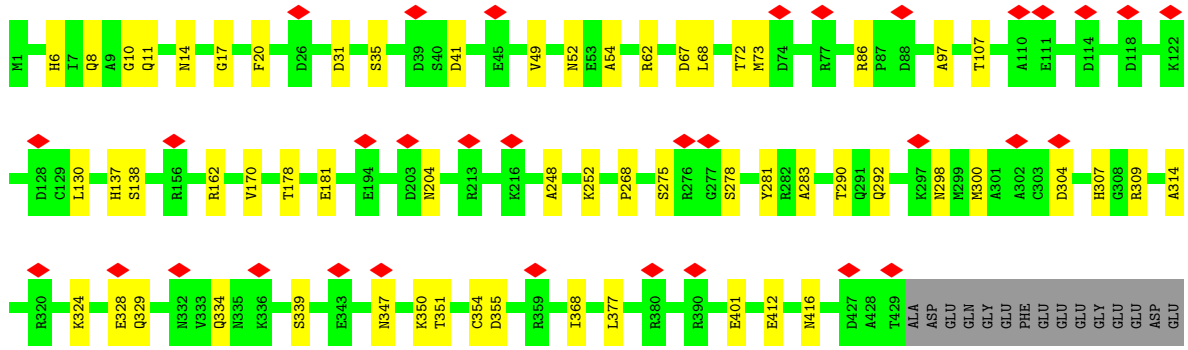 M1 H6 I7 Q8 A9 G10 Q11 N14 G17 F20 D26 D31 S35 D39 S40 D41 E45 V49 N52 E53 A54 R62 D67 L68 T72 M73 D74 R77 R86 P87 D88 A97 T107 A110 E111 D114 D118 K122
D128 C129 L130 H137 S138 R156 R162 V170 T178 E181 E194 D203 N204 R213 K216 A248 K252 P268 S275 R276 G277 S278 Y281 R282 A283 T290 Q291 Q292 K297 N298 M299 M300 A301 A302 C303 D304 H307 G308 R309 A314
R320 K324 E328 Q329 N332 V333 Q334 N335 K336 S339 E343 N347 K350 T351 C354 D355 R359 I368 L377 R380 R390 E401 E412 N416 D427 A428 T429 ALA ASP GLU GLN GLY GLU PHE GLU GLU GLU GLY GLU GLU ASP GLU